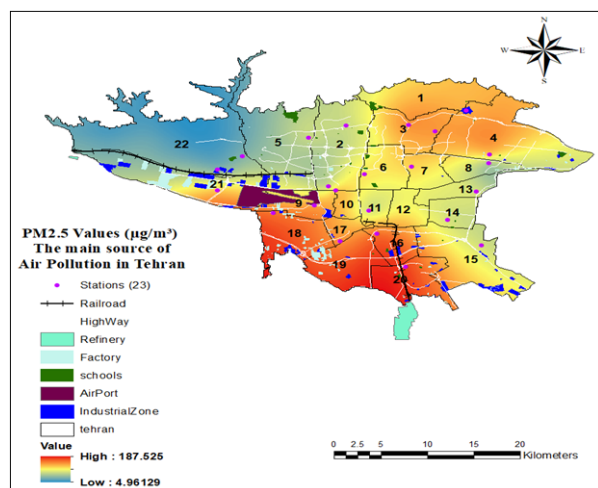 N
W E
S
1
3
4
22
5
2
6
7
8
13
21
9
10
11
12
14
18
17
16
15
19
20
PM2.5 Values (µg/m³)
The main source of
Air Pollution in Tehran
Stations (23)
Railroad
HighWay
Refinery
Factory
schools
AirPort
IndustrialZone
tehran
Value
High : 187.525
Low : 4.96129
0 2.5 5 10 15 20
Kilometers